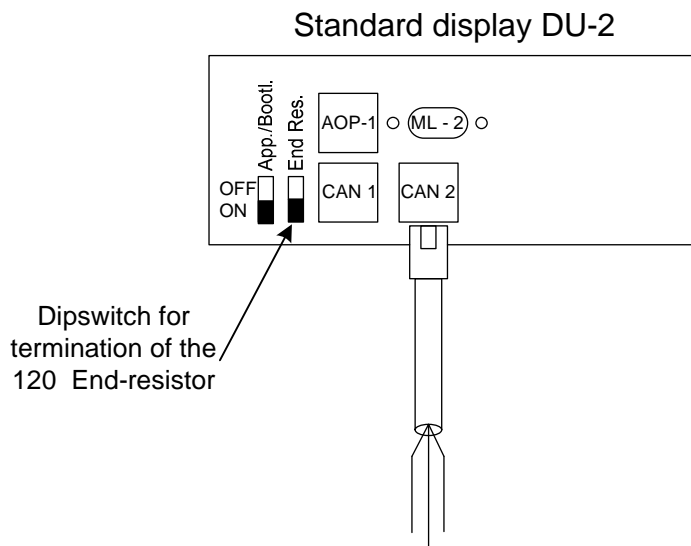 Standard display DU-2
App./Bootl.
End Res.
AOP-1
ML - 2
OFF
ON
CAN 1
CAN 2
Dipswitch for
termination of the
120 End-resistor